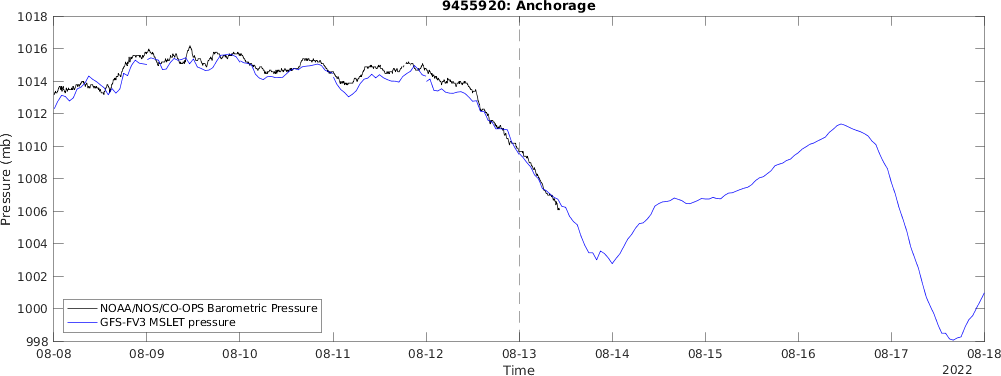 9455920: Anchorage
1018
1016
1014
1012
1010
1008
1006
1004
1002
1000
998
Pressure (mb)
NOAA/NOS/CO-OPS Barometric Pressure
GFS-FV3 MSLET pressure
08-08 08-09 08-10 08-11 08-12 08-13 08-14 08-15 08-16 08-17 08-18
Time
2022